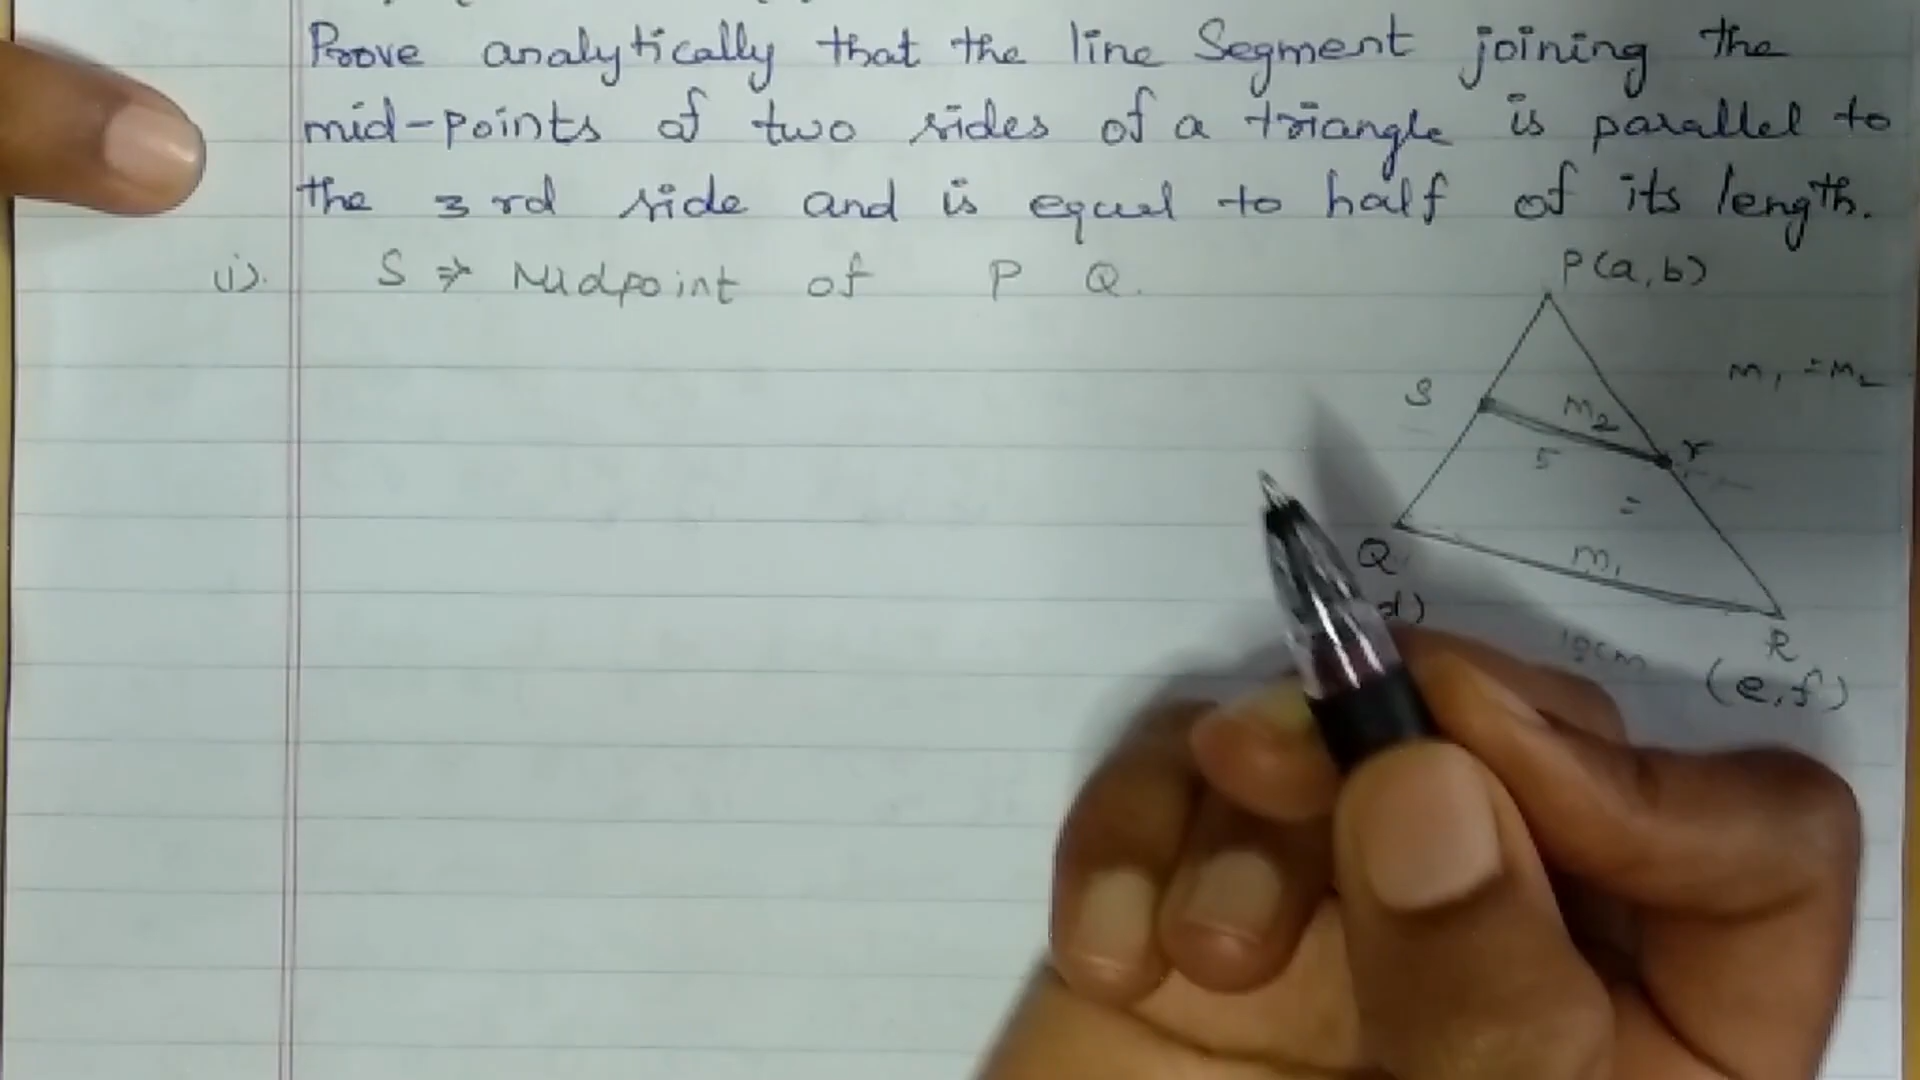 Prove analytically that the line Segment joining the
mid-points of two sides of a triangle is parallel to
the 3rd side and is equal to half of its length.
(i). S ⇒ Midpoint of P Q.
P(a,b)
m₁ = m₂
S
m₂
r
5
=
Q
m₁
d)
R
10cm
(e,f)